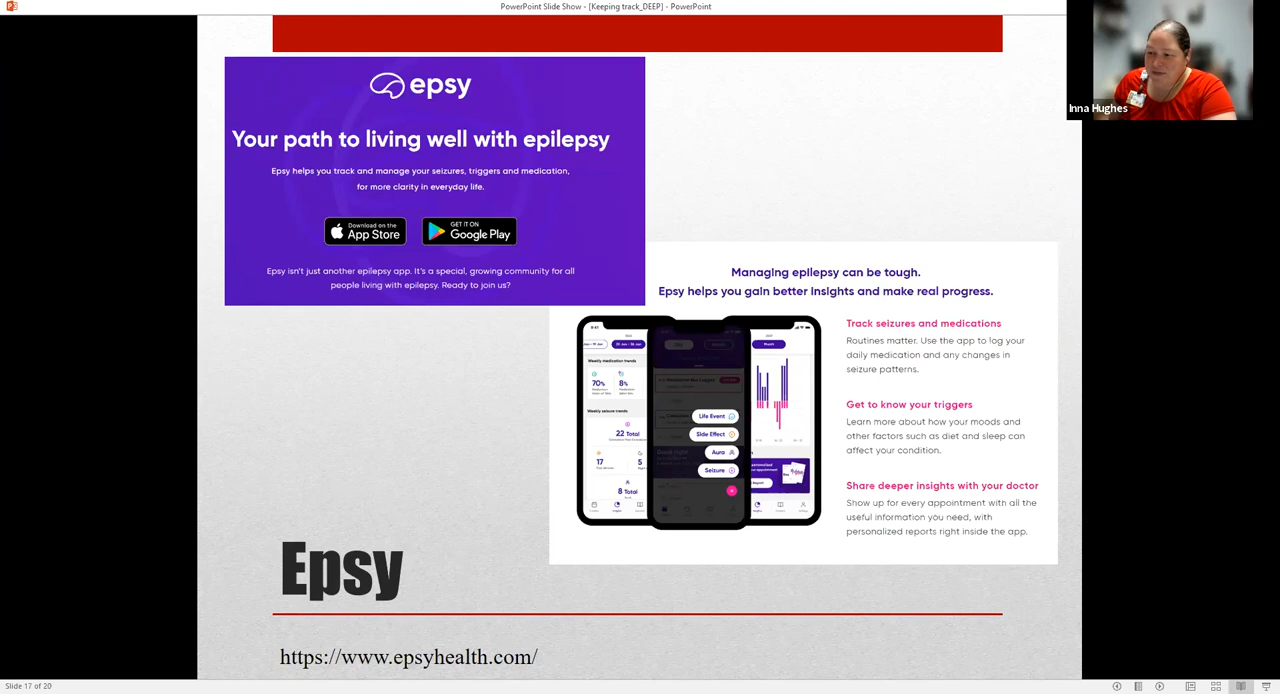 PowerPoint Slide Show - [Keeping track_DEEP] - PowerPoint
Inna Hughes
epsy
Your path to living well with epilepsy
Epsy helps you track and manage your seizures, triggers and medication,
for more clarity in everyday life.
Download on the
App Store
GET IT ON
Google Play
Epsy isn't just another epilepsy app. It's a special, growing community for all
people living with epilepsy. Ready to join us?
Managing epilepsy can be tough.
Epsy helps you gain better insights and make real progress.
Weekly medication trends
70%
8%
Weekly seizure trends
22 Total
17
5
8 Total
Month
Life Event
Side Effect
Aura
Seizure
Track seizures and medications
Routines matter. Use the app to log your
daily medication and any changes in
seizure patterns.
Get to know your triggers
Learn more about how your moods and
other factors such as diet and sleep can
affect your condition.
Share deeper insights with your doctor
Show up for every appointment with all the
useful information you need, with
personalized reports right inside the app.
Epsy
https://www.epsyhealth.com/
Slide 17 of 20